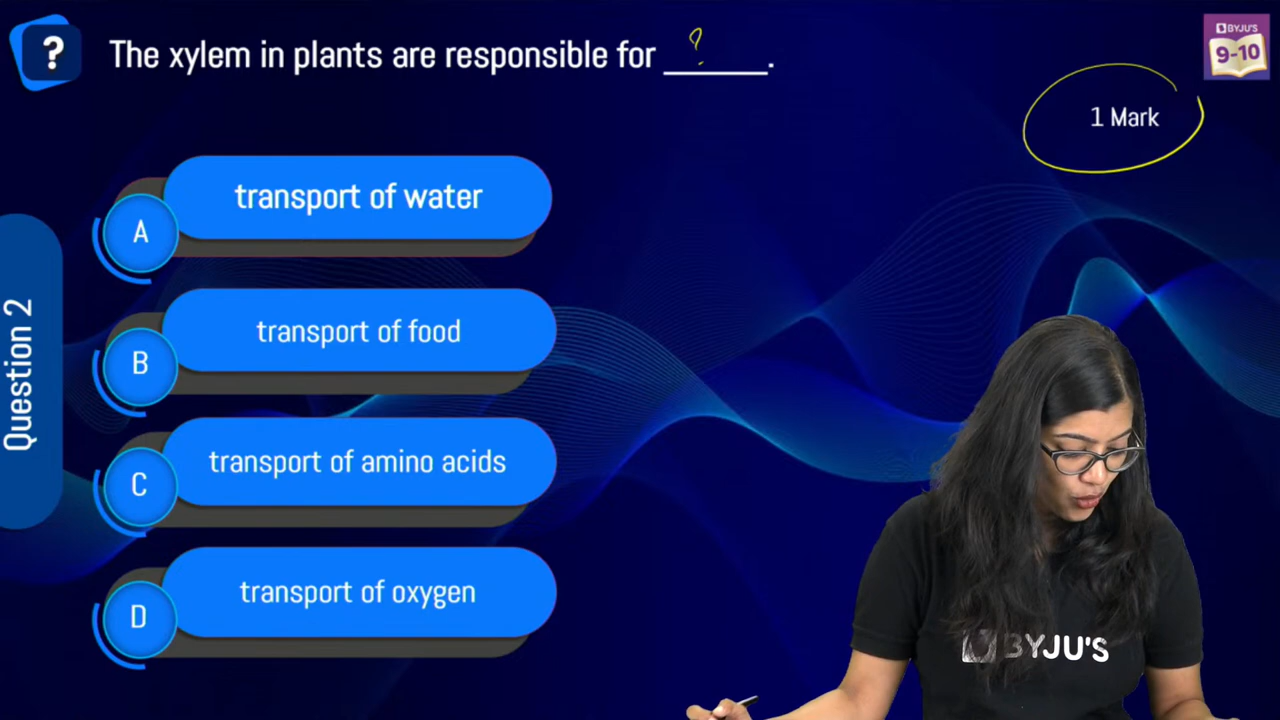 ?
The xylem in plants are responsible for ? ______.
BYJU'S
9-10
1 Mark
Question 2
A
transport of water
B
transport of food
C
transport of amino acids
D
transport of oxygen
BYJU'S